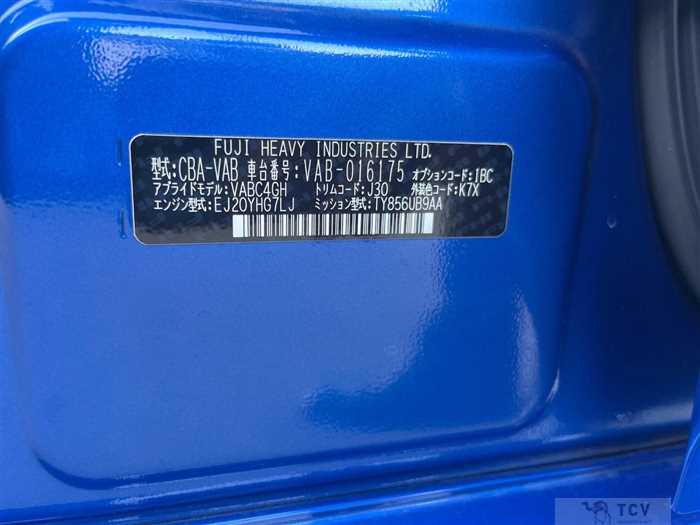 FUJI HEAVY INDUSTRIES LTD.
型式:CBA-VAB 車台番号:VAB-016175 オプションコード:IBC
アプライドモデル:VABC4GH トリムコード:J30 外装色コード:K7X
エンジン型式:EJ20YHG7LJ ミッション型式:TY856UB9AA
TCV